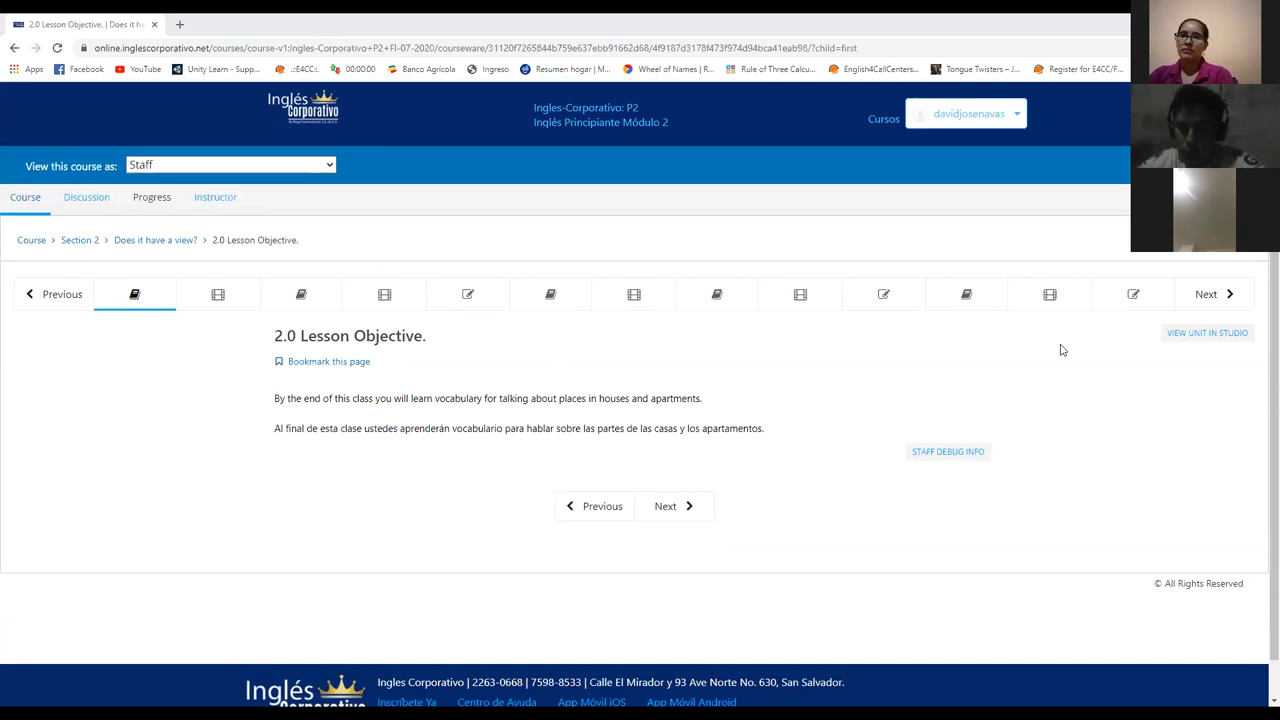 2.0 Lesson Objective. | Does it ha
online.inglescorporativo.net/courses/course-v1:Ingles-Corporativo+P2+FI-07-2020/courseware/31120f7265844b759e637ebb91662d68/4f9187d3178f473f974d94bca41eab98/?child=first
Apps Facebook YouTube Unity Learn - Supp... .::E4CC:. 00:00:00 Banco Agrícola Ingreso Resumen hogar | M... Wheel of Names | R... Rule of Three Calcu... English4CallCenters... Tongue Twisters – J... Register for E4CC/F...
Inglés
Corporativo
Ingles-Corporativo: P2
Inglés Principiante Módulo 2
Cursos
davidjosenavas
View this course as: Staff
Course Discussion Progress Instructor
Course > Section 2 > Does it have a view? > 2.0 Lesson Objective.
Previous
Next
2.0 Lesson Objective.
VIEW UNIT IN STUDIO
Bookmark this page
By the end of this class you will learn vocabulary for talking about places in houses and apartments.
Al final de esta clase ustedes aprenderán vocabulario para hablar sobre las partes de las casas y los apartamentos.
STAFF DEBUG INFO
Previous Next
© All Rights Reserved
Inglés
Corporativo
Ingles Corporativo | 2263-0668 | 7598-8533 | Calle El Mirador y 93 Ave Norte No. 630, San Salvador.
Inscríbete Ya Centro de Ayuda App Móvil iOS App Móvil Android